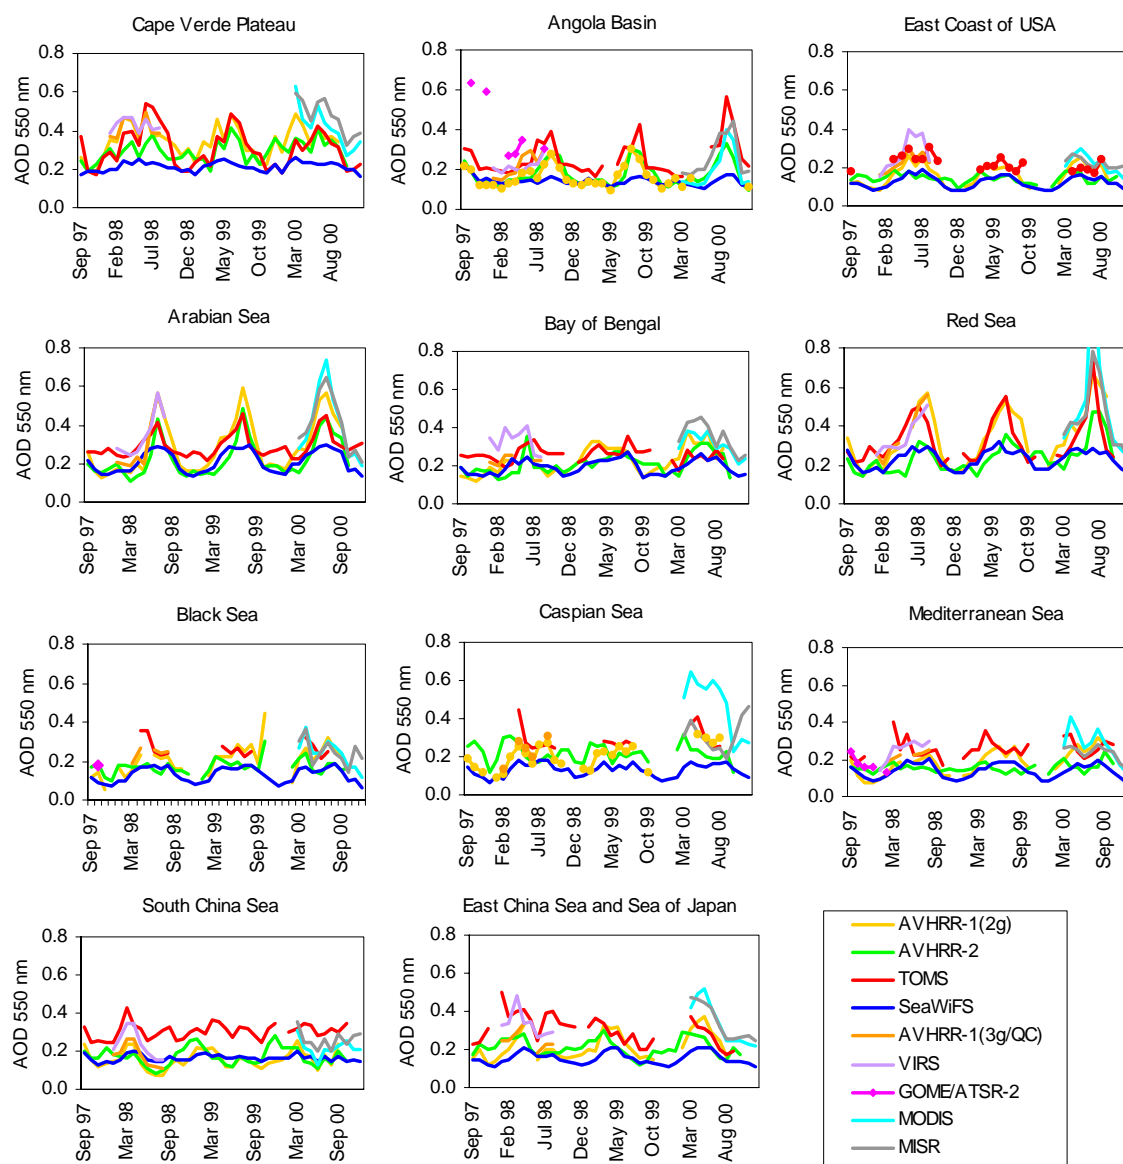 Cape Verde Plateau
AOD 550 nm
0.8
0.6
0.4
0.2
0.0
Sep 97
Feb 98
Jul 98
Dec 98
May 99
Oct 99
Mar 00
Aug 00
Angola Basin
AOD 550 nm
0.8
0.6
0.4
0.2
0.0
Sep 97
Feb 98
Jul 98
Dec 98
May 99
Oct 99
Mar 00
Aug 00
East Coast of USA
AOD 550 nm
0.8
0.6
0.4
0.2
0.0
Sep 97
Feb 98
Jul 98
Dec 98
May 99
Oct 99
Mar 00
Aug 00
Arabian Sea
AOD 550 nm
0.8
0.6
0.4
0.2
0.0
Sep 97
Mar 98
Sep 98
Mar 99
Sep 99
Mar 00
Sep 00
Bay of Bengal
AOD 550 nm
0.8
0.6
0.4
0.2
0.0
Sep 97
Feb 98
Jul 98
Dec 98
May 99
Oct 99
Mar 00
Aug 00
Red Sea
AOD 550 nm
0.8
0.6
0.4
0.2
0.0
Sep 97
Feb 98
Jul 98
Dec 98
May 99
Oct 99
Mar 00
Aug 00
Black Sea
AOD 550 nm
0.8
0.6
0.4
0.2
0.0
Sep 97
Mar 98
Sep 98
Mar 99
Sep 99
Mar 00
Sep 00
Caspian Sea
AOD 550 nm
0.8
0.6
0.4
0.2
0.0
Sep 97
Feb 98
Jul 98
Dec 98
May 99
Oct 99
Mar 00
Aug 00
Mediterranean Sea
AOD 550 nm
0.8
0.6
0.4
0.2
0.0
Sep 97
Mar 98
Sep 98
Mar 99
Sep 99
Mar 00
Sep 00
South China Sea
AOD 550 nm
0.8
0.6
0.4
0.2
0.0
Sep 97
Mar 98
Sep 98
Mar 99
Sep 99
Mar 00
Sep 00
East China Sea and Sea of Japan
AOD 550 nm
0.8
0.6
0.4
0.2
0.0
Sep 97
Feb 98
Jul 98
Dec 98
May 99
Oct 99
Mar 00
Aug 00
AVHRR-1(2g)
AVHRR-2
TOMS
SeaWiFS
AVHRR-1(3g/QC)
VIRS
GOME/ATSR-2
MODIS
MISR